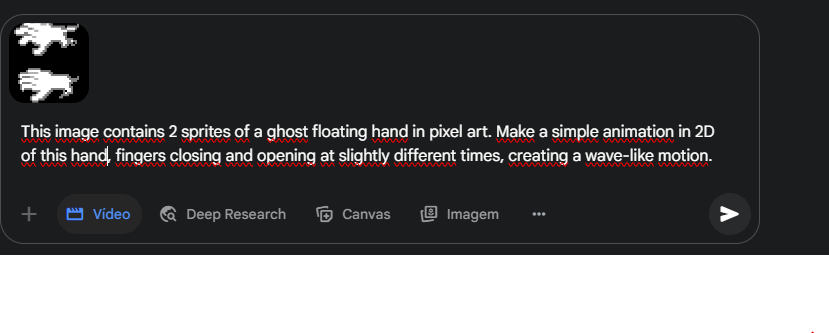 This image contains 2 sprites of a ghost floating hand in pixel art. Make a simple animation in 2D
of this hand, fingers closing and opening at slightly different times, creating a wave-like motion.
Vídeo Deep Research Canvas Imagem